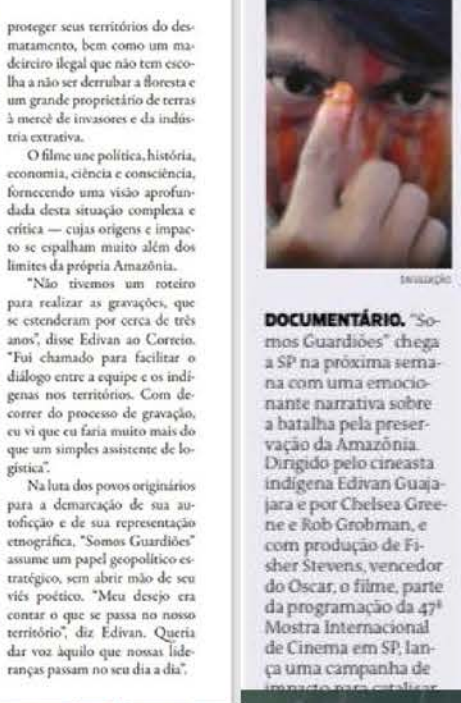 proteger seus territórios do des-
matamento, bem como um ma-
deireiro ilegal que não tem esco-
lha a não ser derrubar a floresta e
um grande proprietário de terras
à mercê de invasores e da indús-
tria extrativa.
O filme une política, história,
economia, ciência e consciência,
fornecendo uma visão aprofun-
dada desta situação complexa e
crítica — cujas origens e impac-
to se espalham muito além dos
limites da própria Amazônia.
"Não tivemos um roteiro
para realizar as gravações, que
se estenderam por cerca de três
anos", disse Edivan ao Correio.
"Fui chamado para facilitar o
diálogo entre a equipe e os indí-
genas nos territórios. Com de-
correr do processo de gravação,
eu vi que eu faria muito mais do
que um simples assistente de lo-
gística".
Na luta dos povos originários
para a demarcação de sua au-
toficção e de sua representação
etnográfica, "Somos Guardiões"
assume um papel geopolítico es-
tratégico, sem abrir mão de seu
viés poético. "Meu desejo era
contar o que se passa no nosso
território", diz Edivan. Queria
dar voz àquilo que nossas lide-
ranças passam no seu dia a dia".
DIVULGAÇÃO
DOCUMENTÁRIO. "So-
mos Guardiões" chega
a SP na próxima sema-
na com uma emocio-
nante narrativa sobre
a batalha pela preser-
vação da Amazônia.
Dirigido pelo cineasta
indígena Edivan Guaja-
jara e por Chelsea Gree-
ne e Rob Grobman, e
com produção de Fi-
sher Stevens, vencedor
do Oscar, o filme, parte
da programação da 47ª
Mostra Internacional
de Cinema em SP, lan-
ça uma campanha de
impacto para catalisar